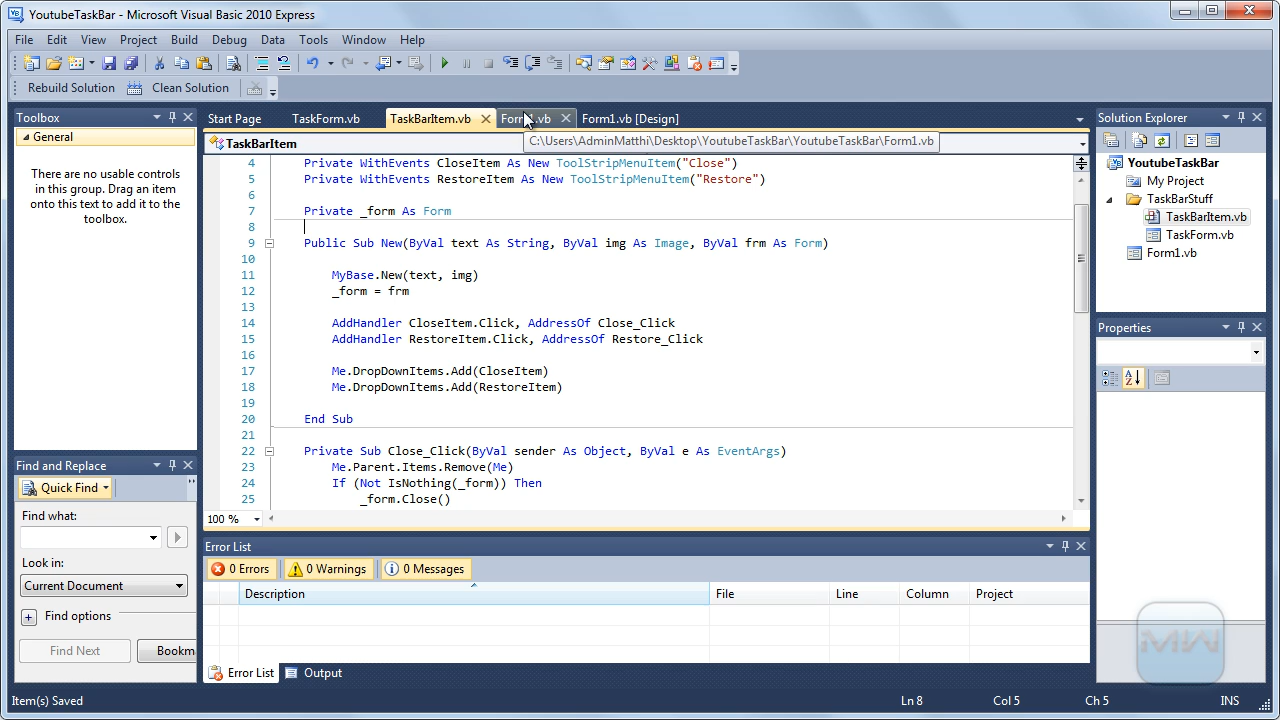 YoutubeTaskBar - Microsoft Visual Basic 2010 Express
File Edit View Project Build Debug Data Tools Window Help
Rebuild Solution Clean Solution
Toolbox
General
There are no usable controls
in this group. Drag an item
onto this text to add it to the
toolbox.
Start Page TaskForm.vb TaskBarItem.vb Form1.vb Form1.vb [Design]
C:\Users\AdminMatthi\Desktop\YoutubeTaskBar\YoutubeTaskBar\Form1.vb
TaskBarItem
4 Private WithEvents CloseItem As New ToolStripMenuItem("Close")
5 Private WithEvents RestoreItem As New ToolStripMenuItem("Restore")
6
7 Private _form As Form
8
9 Public Sub New(ByVal text As String, ByVal img As Image, ByVal frm As Form)
10
11 MyBase.New(text, img)
12 _form = frm
13
14 AddHandler CloseItem.Click, AddressOf Close_Click
15 AddHandler RestoreItem.Click, AddressOf Restore_Click
16
17 Me.DropDownItems.Add(CloseItem)
18 Me.DropDownItems.Add(RestoreItem)
19
20 End Sub
21
22 Private Sub Close_Click(ByVal sender As Object, ByVal e As EventArgs)
23 Me.Parent.Items.Remove(Me)
24 If (Not IsNothing(_form)) Then
25 _form.Close()
100 %
Find and Replace
Quick Find
Find what:
Look in:
Current Document
Find options
Find Next Bookm
Error List
0 Errors 0 Warnings 0 Messages
Description File Line Column Project
Error List Output
Solution Explorer
YoutubeTaskBar
My Project
TaskBarStuff
TaskBarItem.vb
TaskForm.vb
Form1.vb
Properties
MW
Item(s) Saved Ln 8 Col 5 Ch 5 INS